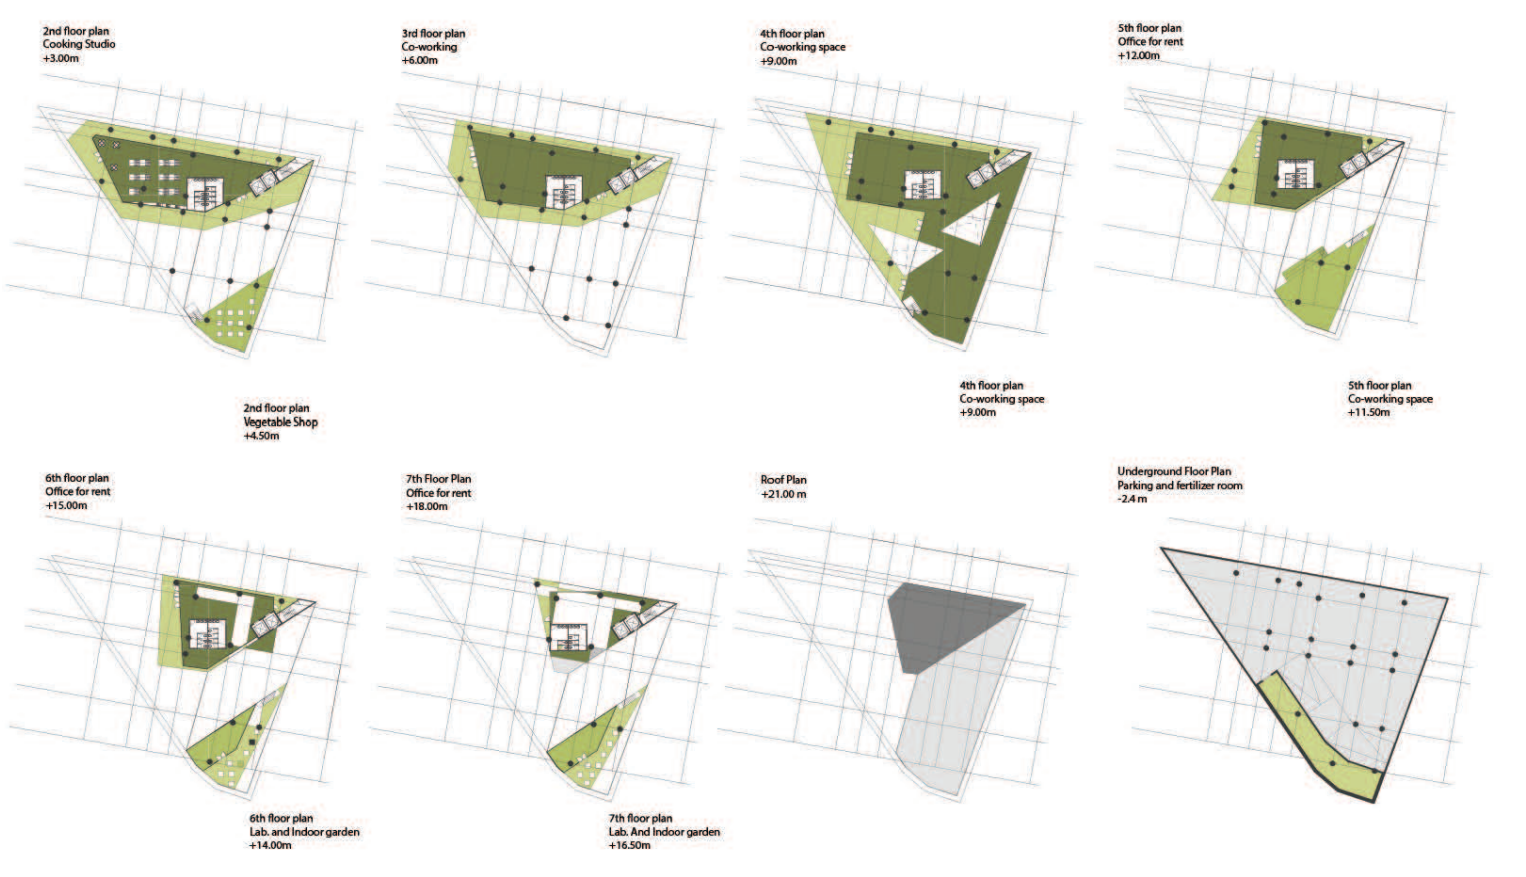 2nd floor plan
Cooking Studio
+3.00m
3rd floor plan
Co-working
+6.00m
4th floor plan
Co-working space
+9.00m
5th floor plan
Office for rent
+12.00m
2nd floor plan
Vegetable Shop
+4.50m
4th floor plan
Co-working space
+9.00m
5th floor plan
Co-working space
+11.50m
6th floor plan
Office for rent
+15.00m
7th Floor Plan
Office for rent
+18.00m
Roof Plan
+21.00 m
Underground Floor Plan
Parking and fertilizer room
-2.4 m
6th floor plan
Lab. and Indoor garden
+14.00m
7th floor plan
Lab. And Indoor garden
+16.50m